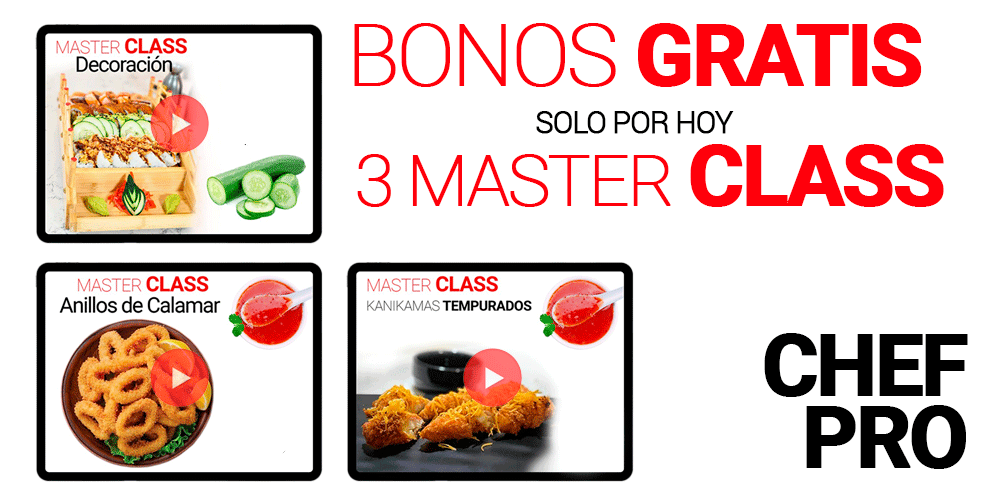 MASTER CLASS
Decoración
BONOS GRATIS
SOLO POR HOY
3 MASTER CLASS
MASTER CLASS
Anillos de Calamar
MASTER CLASS
KANIKAMAS TEMPURADOS
CHEF
PRO